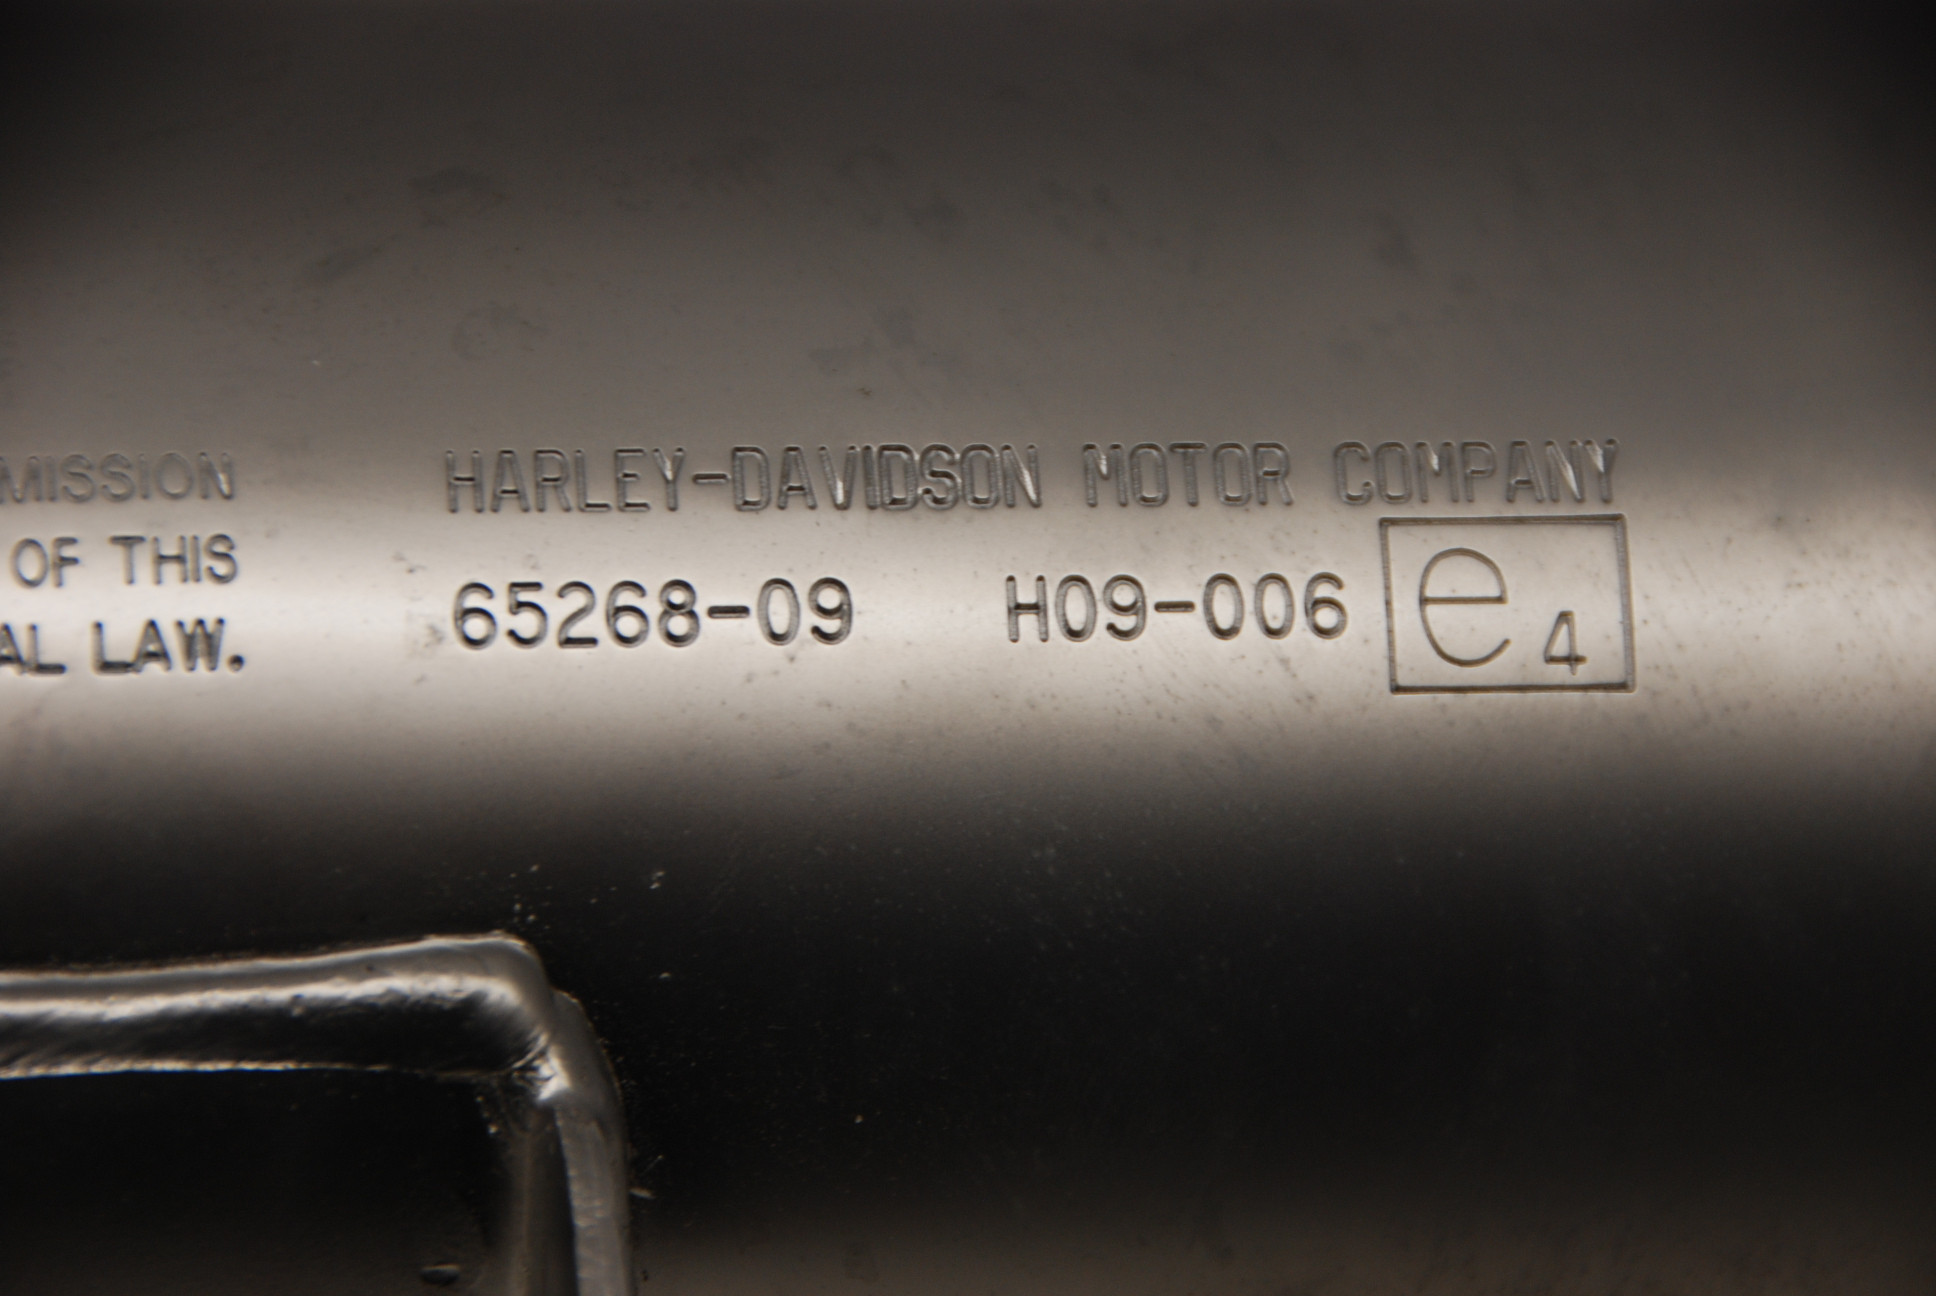 MISSION HARLEY-DAVIDSON MOTOR COMPANY
OF THIS 65268-09 H09-006 e4
AL LAW.